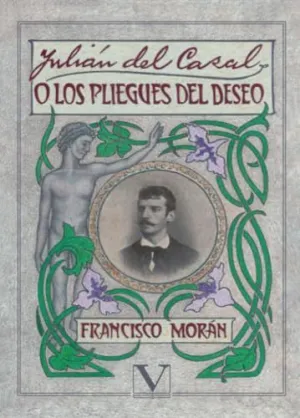 Julián del Casal
O LOS PLIEGUES DEL DESEO
FRANCISCO MORÁN
V